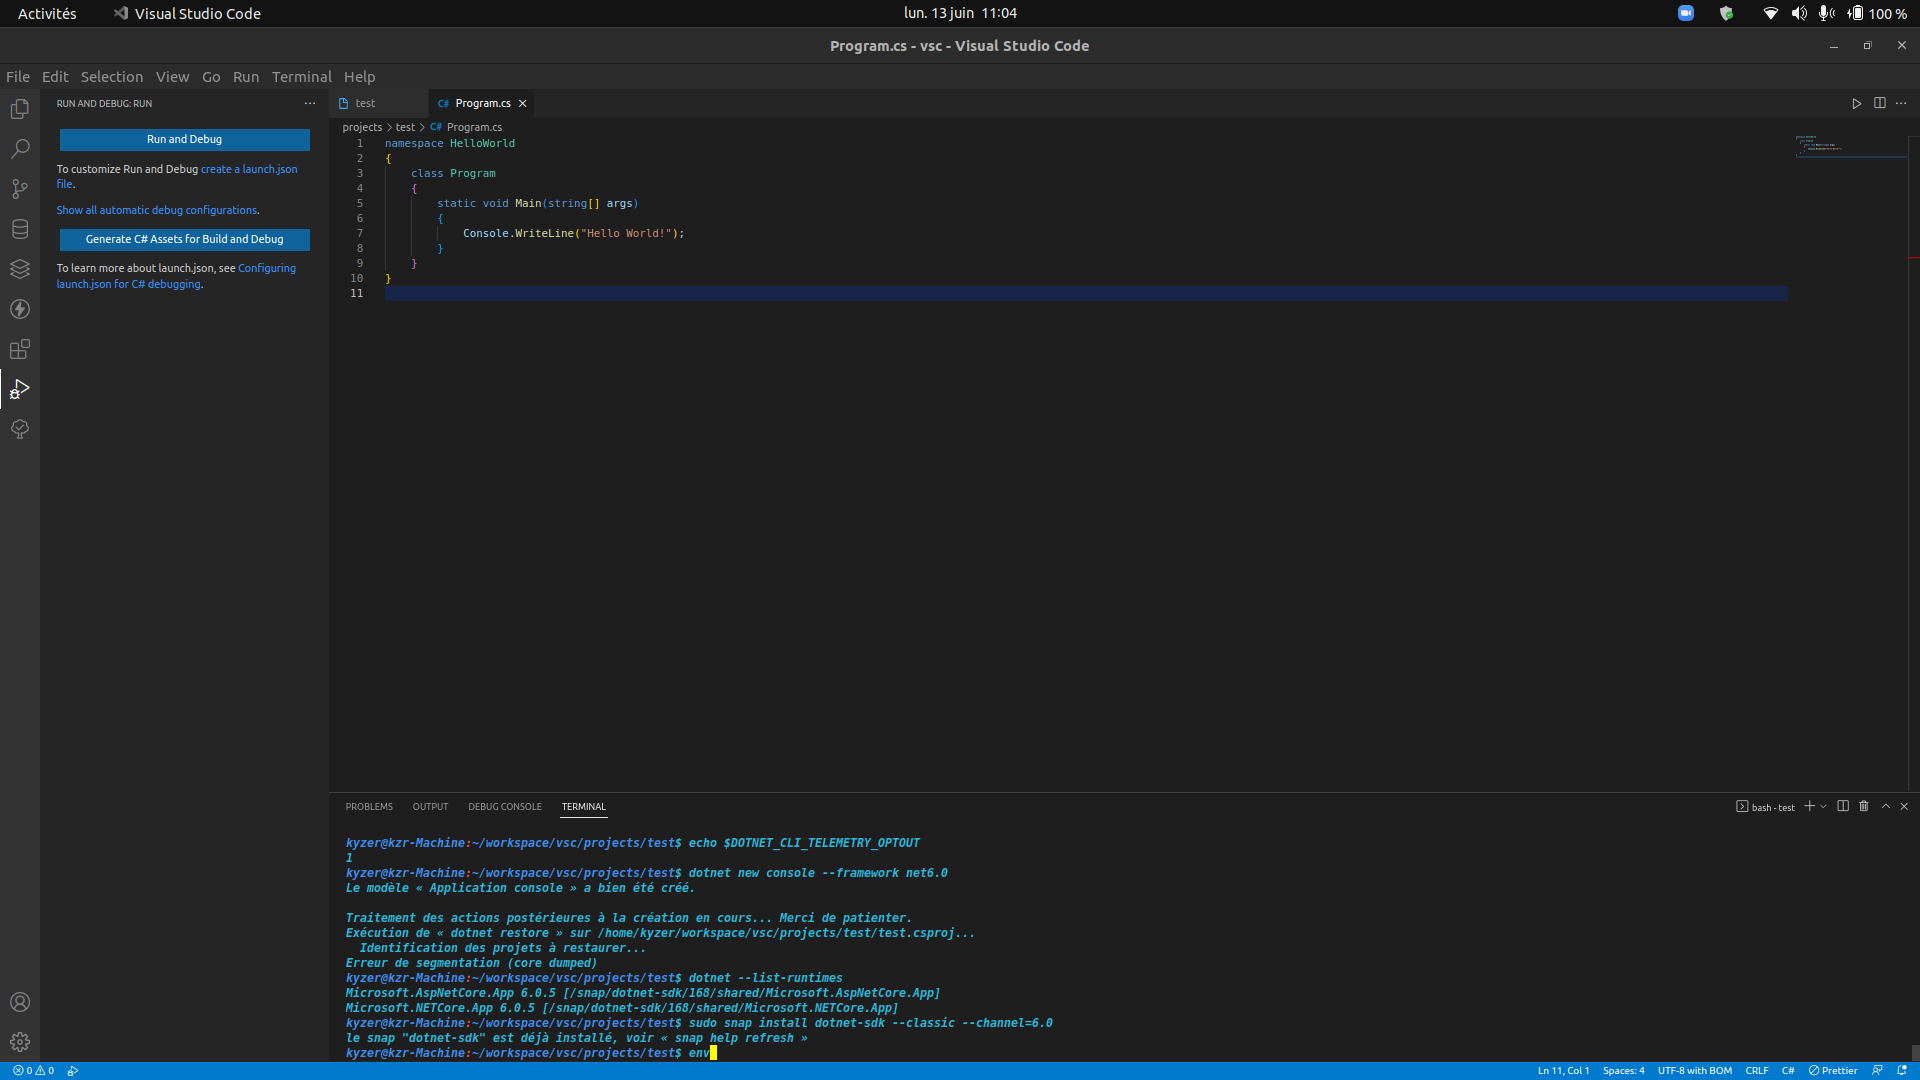 Activités Visual Studio Code lun. 13 juin 11:04 100 %
Program.cs - vsc - Visual Studio Code
File Edit Selection View Go Run Terminal Help
RUN AND DEBUG: RUN
Run and Debug
To customize Run and Debug create a launch.json
file.
Show all automatic debug configurations.
Generate C# Assets for Build and Debug
To learn more about launch.json, see Configuring
launch.json for C# debugging.
test C# Program.cs
projects > test > C# Program.cs
1 namespace HelloWorld
2 {
3 class Program
4 {
5 static void Main(string[] args)
6 {
7 Console.WriteLine("Hello World!");
8 }
9 }
10 }
11
PROBLEMS OUTPUT DEBUG CONSOLE TERMINAL bash - test
kyzer@kzr-Machine:~/workspace/vsc/projects/test$ echo $DOTNET_CLI_TELEMETRY_OPTOUT
1
kyzer@kzr-Machine:~/workspace/vsc/projects/test$ dotnet new console --framework net6.0
Le modèle « Application console » a bien été créé.
Traitement des actions postérieures à la création en cours... Merci de patienter.
Exécution de « dotnet restore » sur /home/kyzer/workspace/vsc/projects/test/test.csproj...
Identification des projets à restaurer...
Erreur de segmentation (core dumped)
kyzer@kzr-Machine:~/workspace/vsc/projects/test$ dotnet --list-runtimes
Microsoft.AspNetCore.App 6.0.5 [/snap/dotnet-sdk/168/shared/Microsoft.AspNetCore.App]
Microsoft.NETCore.App 6.0.5 [/snap/dotnet-sdk/168/shared/Microsoft.NETCore.App]
kyzer@kzr-Machine:~/workspace/vsc/projects/test$ sudo snap install dotnet-sdk --classic --channel=6.0
le snap "dotnet-sdk" est déjà installé, voir « snap help refresh »
kyzer@kzr-Machine:~/workspace/vsc/projects/test$ env
0 0 Ln 11, Col 1 Spaces: 4 UTF-8 with BOM CRLF C# Prettier